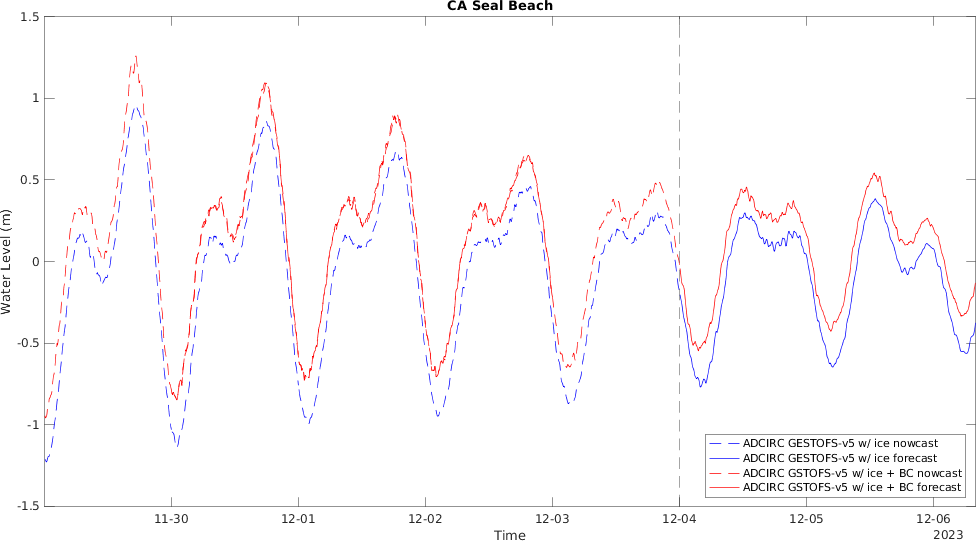 CA Seal Beach
1.5
1
0.5
0
-0.5
-1
-1.5
Water Level (m)
11-30
12-01
12-02
12-03
12-04
12-05
12-06
2023
Time
ADCIRC GESTOFS-v5 w/ ice nowcast
ADCIRC GESTOFS-v5 w/ ice forecast
ADCIRC GSTOFS-v5 w/ ice + BC nowcast
ADCIRC GSTOFS-v5 w/ ice + BC forecast